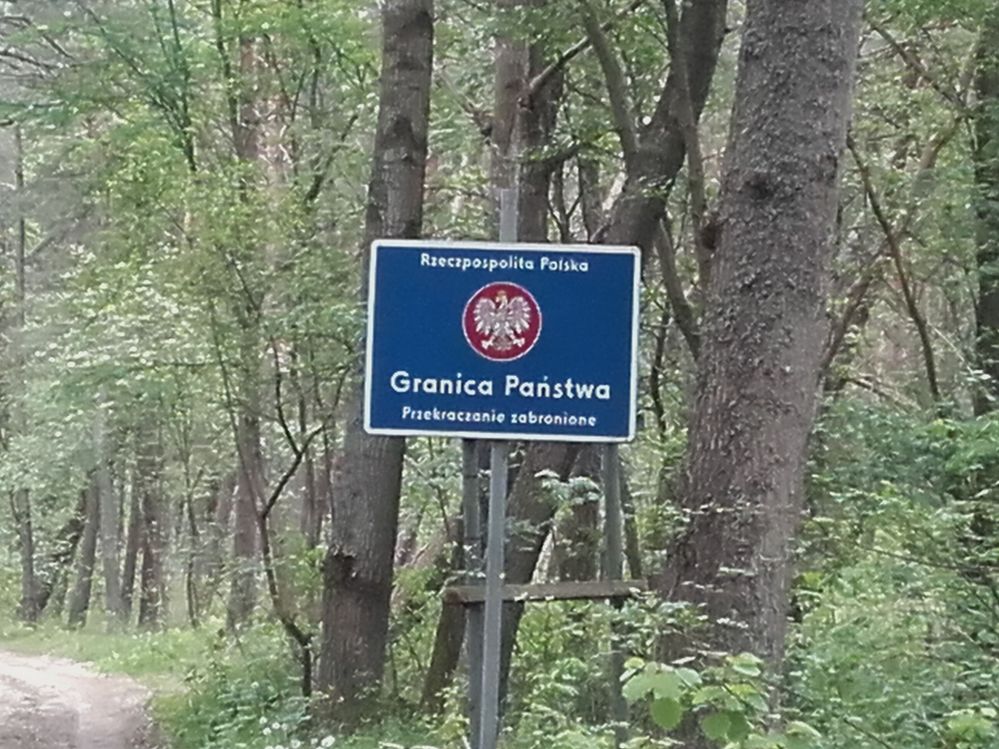 Rzeczpospolita Polska
Granica Państwa
Przekraczanie zabronione